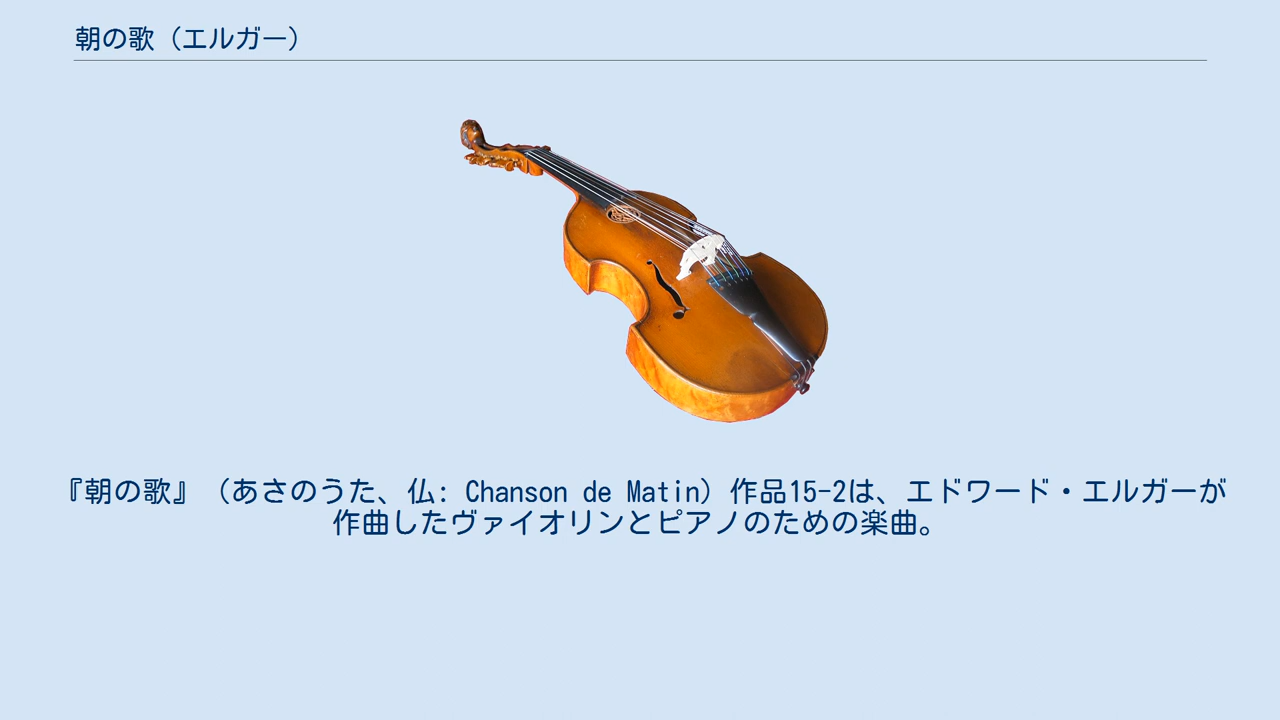 朝の歌（エルガー）
『朝の歌』（あさのうた、仏: Chanson de Matin）作品15-2は、エドワード・エルガーが
作曲したヴァイオリンとピアノのための楽曲。